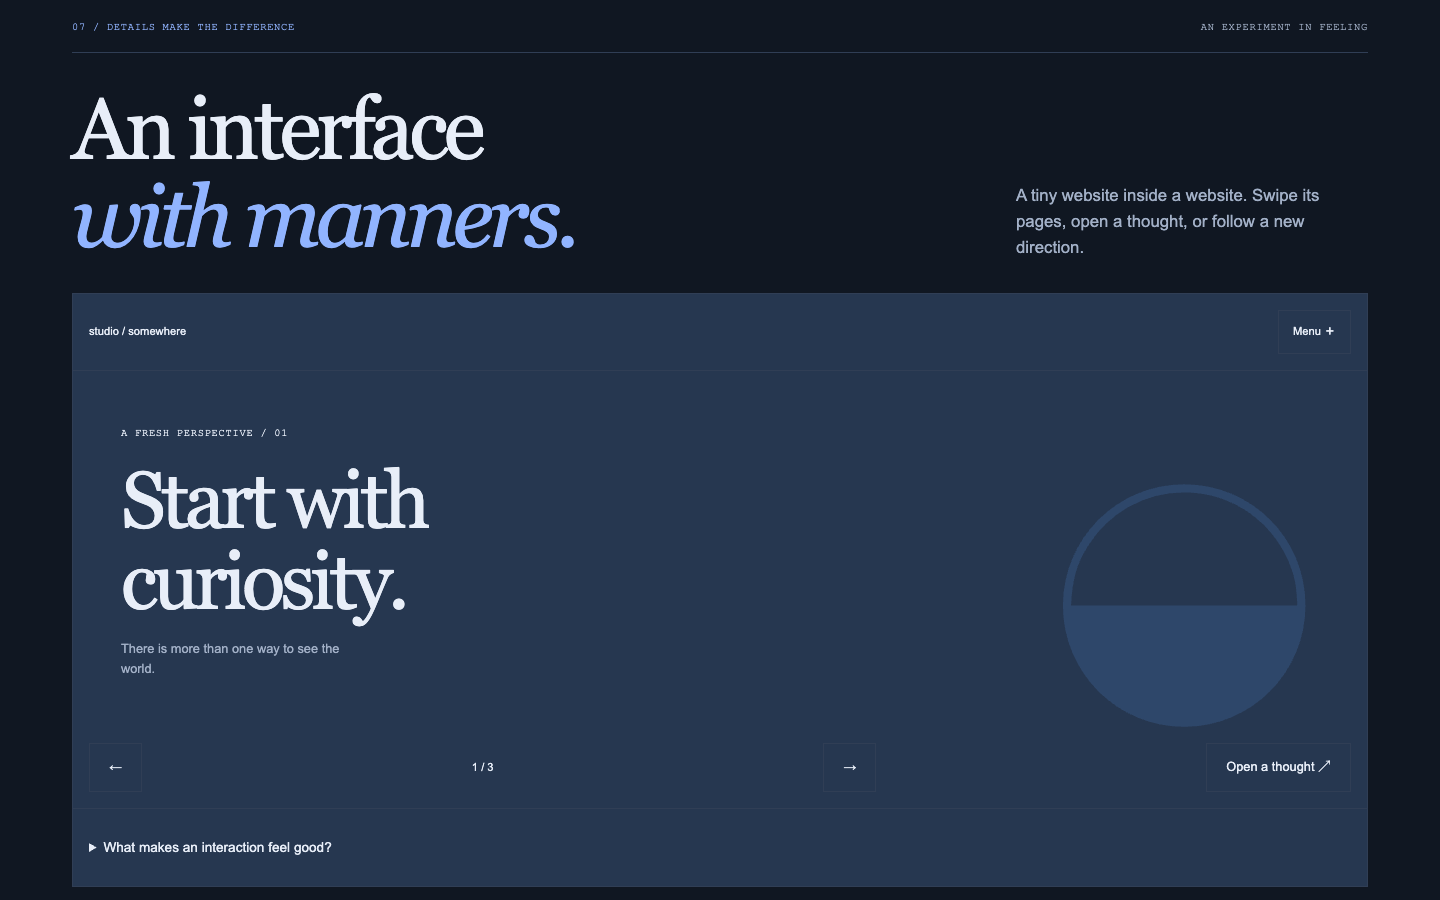 07 / DETAILS MAKE THE DIFFERENCE
AN EXPERIMENT IN FEELING
An interface
with manners.
A tiny website inside a website. Swipe its
pages, open a thought, or follow a new
direction.
studio / somewhere
Menu +
A FRESH PERSPECTIVE / 01
Start with
curiosity.
There is more than one way to see the
world.
←
1 / 3
→
Open a thought ↗
▶ What makes an interaction feel good?